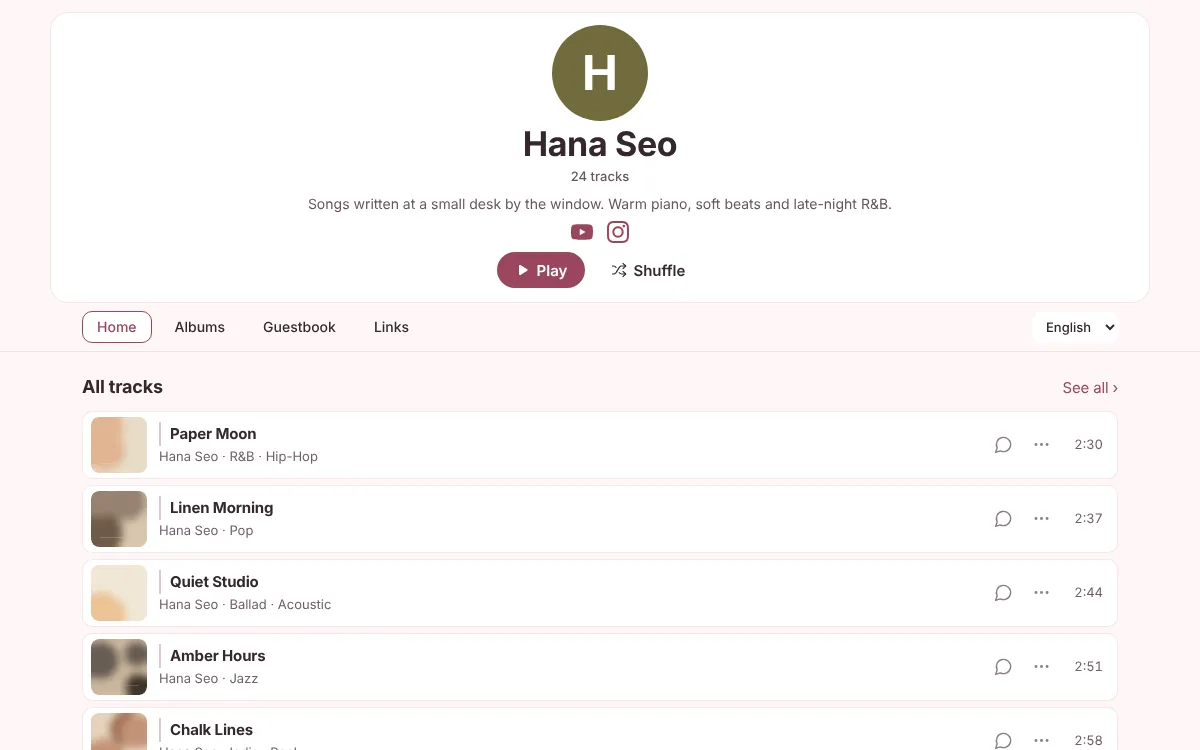 H
Hana Seo
24 tracks
Songs written at a small desk by the window. Warm piano, soft beats and late-night R&B.
Play Shuffle
Home Albums Guestbook Links English
All tracks See all ›
Paper Moon
Hana Seo · R&B · Hip-Hop 2:30
Linen Morning
Hana Seo · Pop 2:37
Quiet Studio
Hana Seo · Ballad · Acoustic 2:44
Amber Hours
Hana Seo · Jazz 2:51
Chalk Lines 2:58